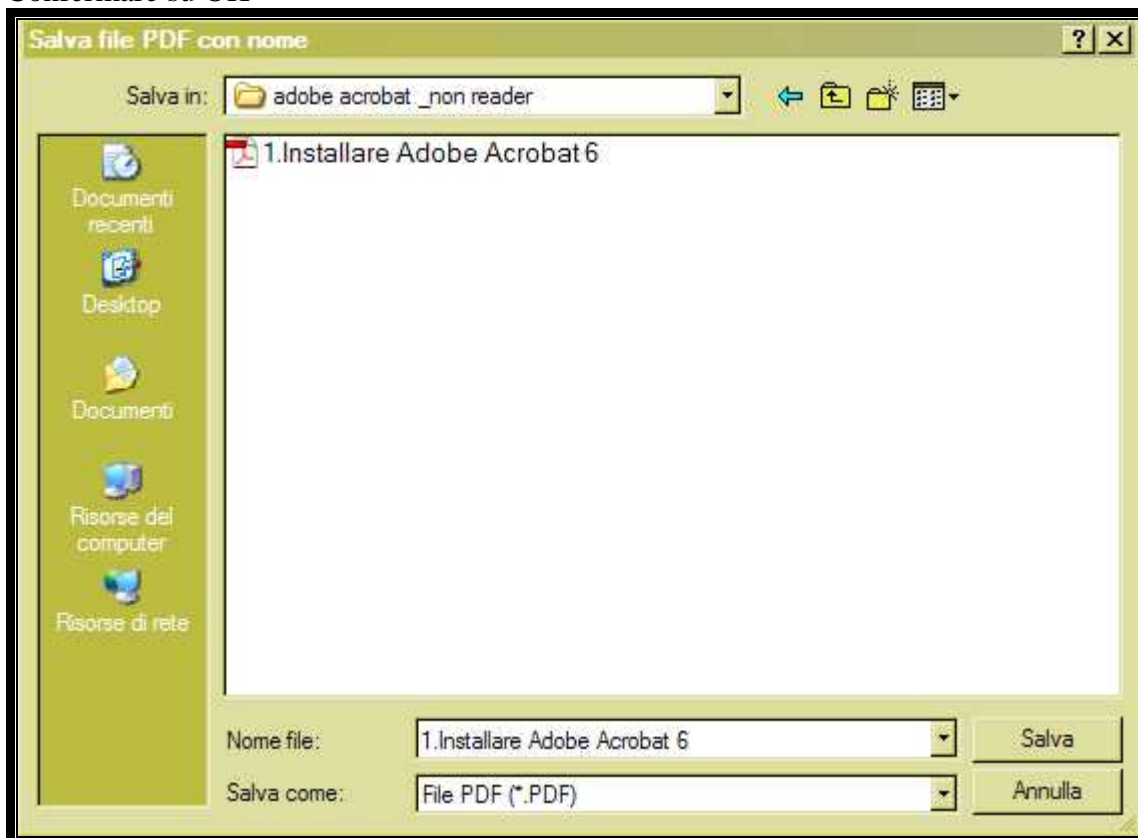 Salva file PDF con nome
Salva in: adobe acrobat _non reader
1.Installare Adobe Acrobat 6
Documenti
recenti
Desktop
Documenti
Risorse del
computer
Risorse di rete
Nome file: 1.Installare Adobe Acrobat 6 Salva
Salva come: File PDF (*.PDF) Annulla